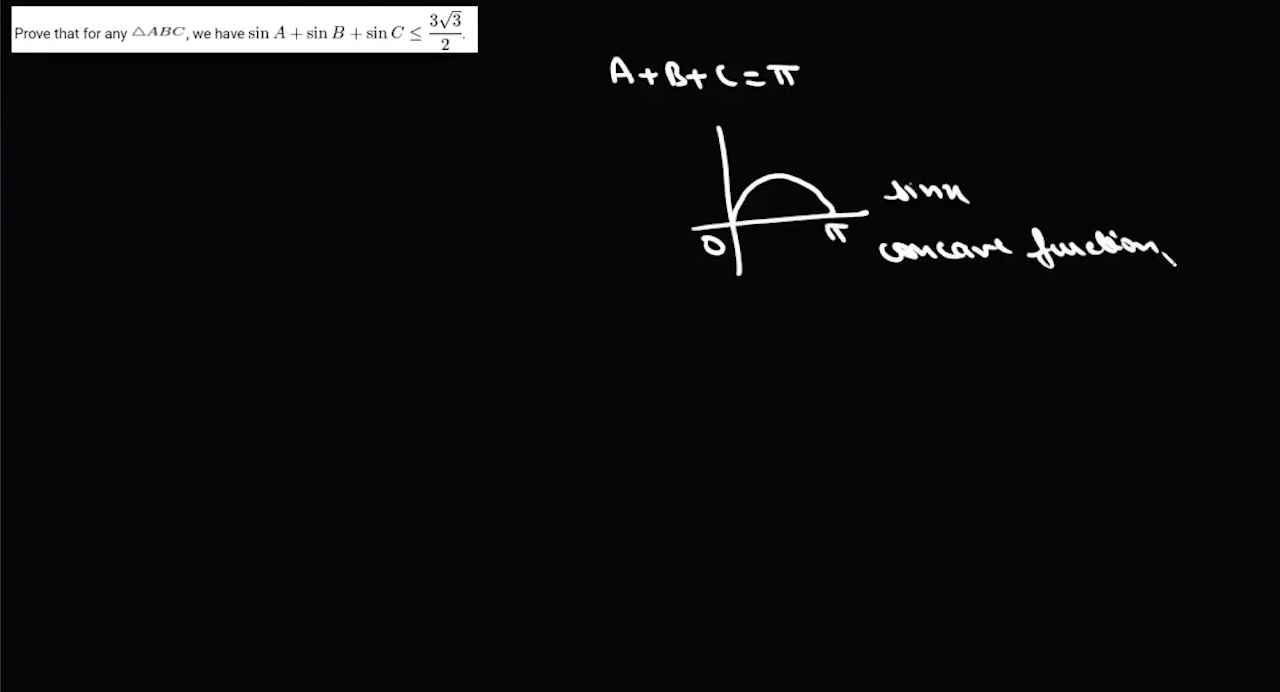 Prove that for any △ABC, we have sin A + sin B + sin C ≤ 3√3/2.
A+B+C=π
sinx
0 π
concave function,